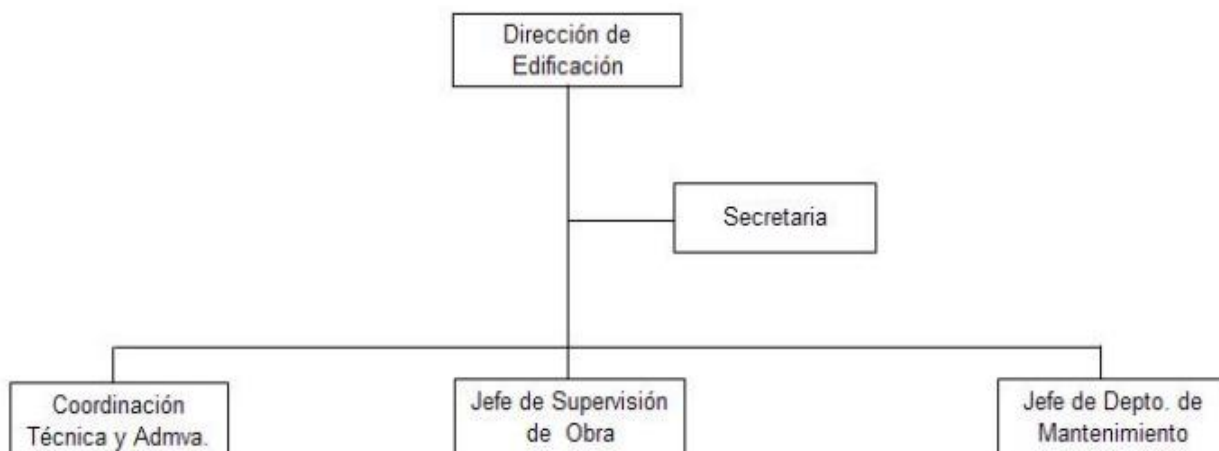 Dirección de
Edificación
Secretaria
Coordinación
Técnica y Admva.
Jefe de Supervisión
de Obra
Jefe de Depto. de
Mantenimiento